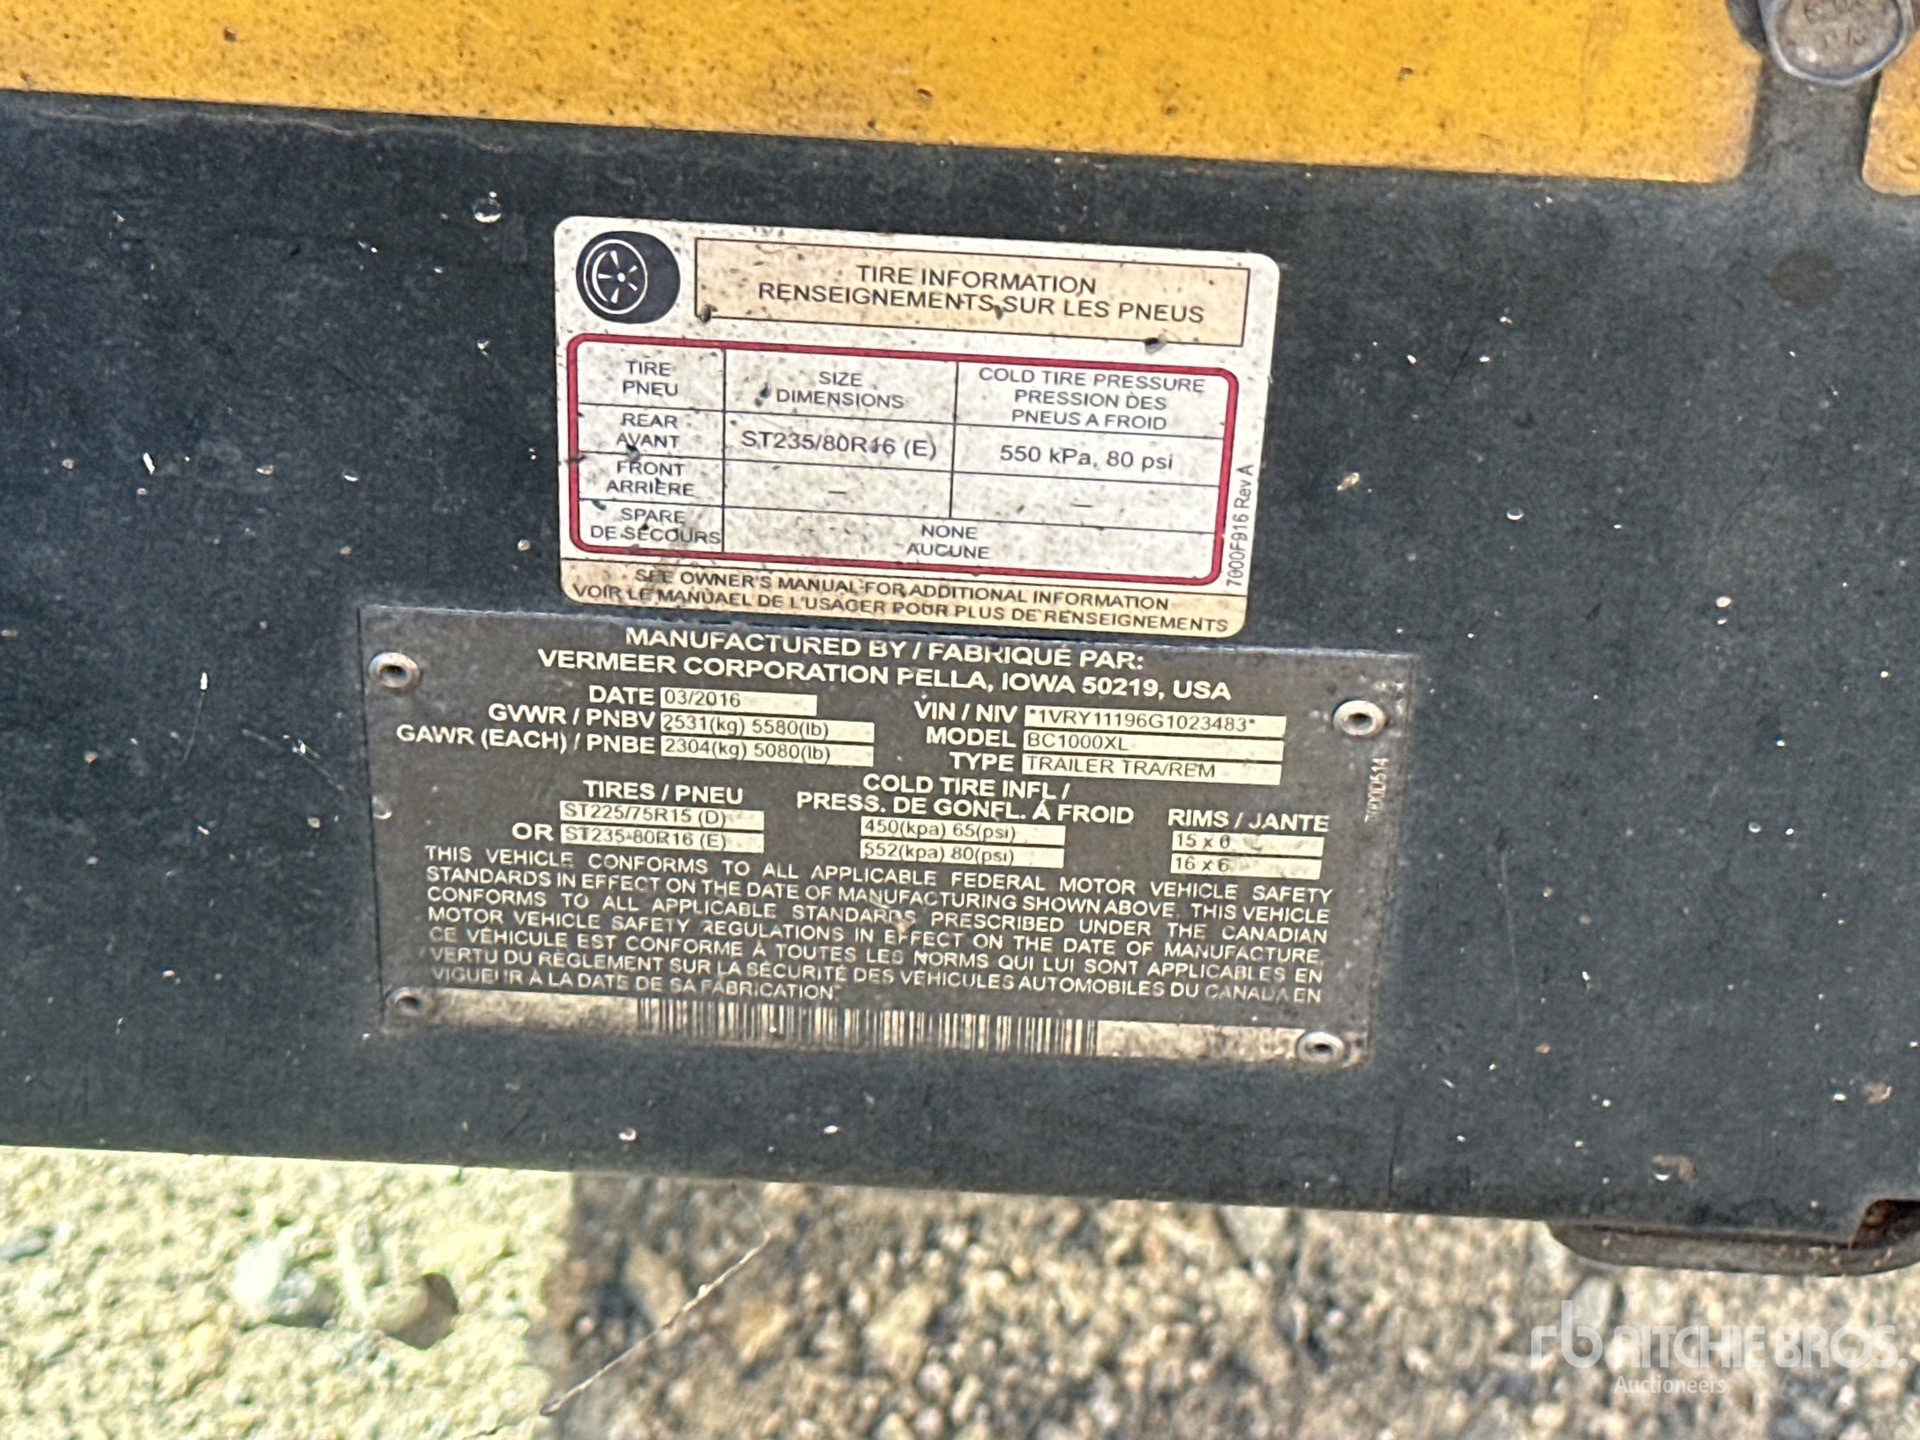 TIRE INFORMATION
RENSEIGNEMENTS SUR LES PNEUS
TIRE
PNEU
SIZE
DIMENSIONS
COLD TIRE PRESSURE
PRESSION DES
PNEUS A FROID
REAR
AVANT
ST235/80R16 (E)
550 kPa, 80 psi
FRONT
ARRIÈRE
–
–
SPARE
DE SECOURS
NONE
AUCUNE
SEE OWNER'S MANUAL FOR ADDITIONAL INFORMATION
VOIR LE MANUAEL DE L'USAGER POUR PLUS DE RENSEIGNEMENTS
7000F916 Rev A
MANUFACTURED BY / FABRIQUÉ PAR:
VERMEER CORPORATION PELLA, IOWA 50219, USA
DATE 03/2016
GVWR / PNBV 2531(kg) 5580(lb)
GAWR (EACH) / PNBE 2304(kg) 5080(lb)
VIN / NIV *1VRY11196G1023483*
MODEL BC1000XL
TYPE TRAILER TRA/REM
TIRES / PNEU
ST225/75R15 (D)
OR ST235-80R16 (E)
COLD TIRE INFL /
PRESS. DE GONFL. À FROID
450(kpa) 65(psi)
552(kpa) 80(psi)
RIMS / JANTE
15 x 6
16 x 6
THIS VEHICLE CONFORMS TO ALL APPLICABLE FEDERAL MOTOR VEHICLE SAFETY
STANDARDS IN EFFECT ON THE DATE OF MANUFACTURING SHOWN ABOVE. THIS VEHICLE
CONFORMS TO ALL APPLICABLE STANDARDS PRESCRIBED UNDER THE CANADIAN
MOTOR VEHICLE SAFETY REGULATIONS IN EFFECT ON THE DATE OF MANUFACTURE.
CE VÉHICULE EST CONFORME À TOUTES LES NORMS QUI LUI SONT APPLICABLES EN
VERTU DU RÈGLEMENT SUR LA SÉCURITÉ DES VÉHICULES AUTOMOBILES DU CANADA EN
VIGUEUR À LA DATE DE SA FABRICATION"
rb RITCHIE BROS.
Auctioneers